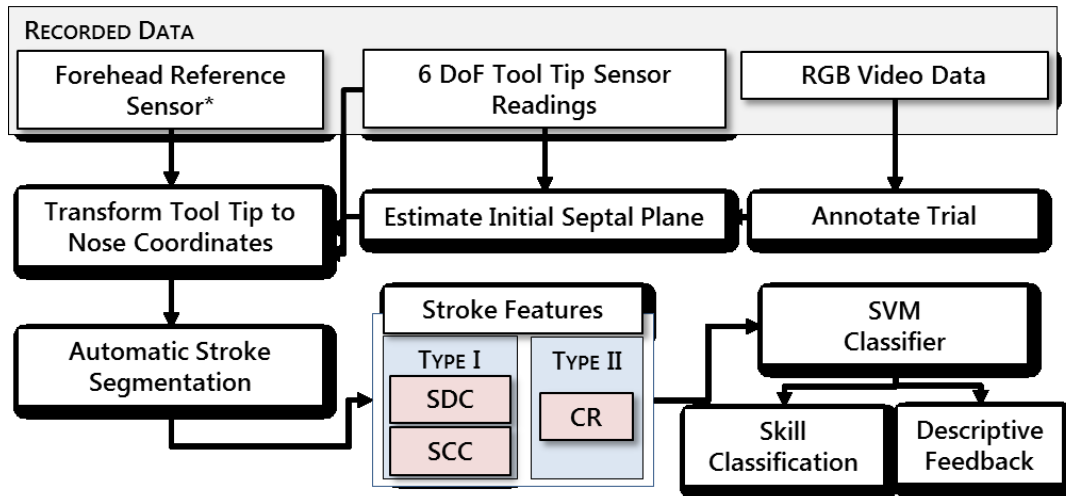 RECORDED DATA
Forehead Reference
Sensor*
6 DoF Tool Tip Sensor
Readings
RGB Video Data
Transform Tool Tip to
Nose Coordinates
Estimate Initial Septal Plane
Annotate Trial
Automatic Stroke
Segmentation
Stroke Features
TYPE I
SDC
SCC
TYPE II
CR
SVM
Classifier
Skill
Classification
Descriptive
Feedback